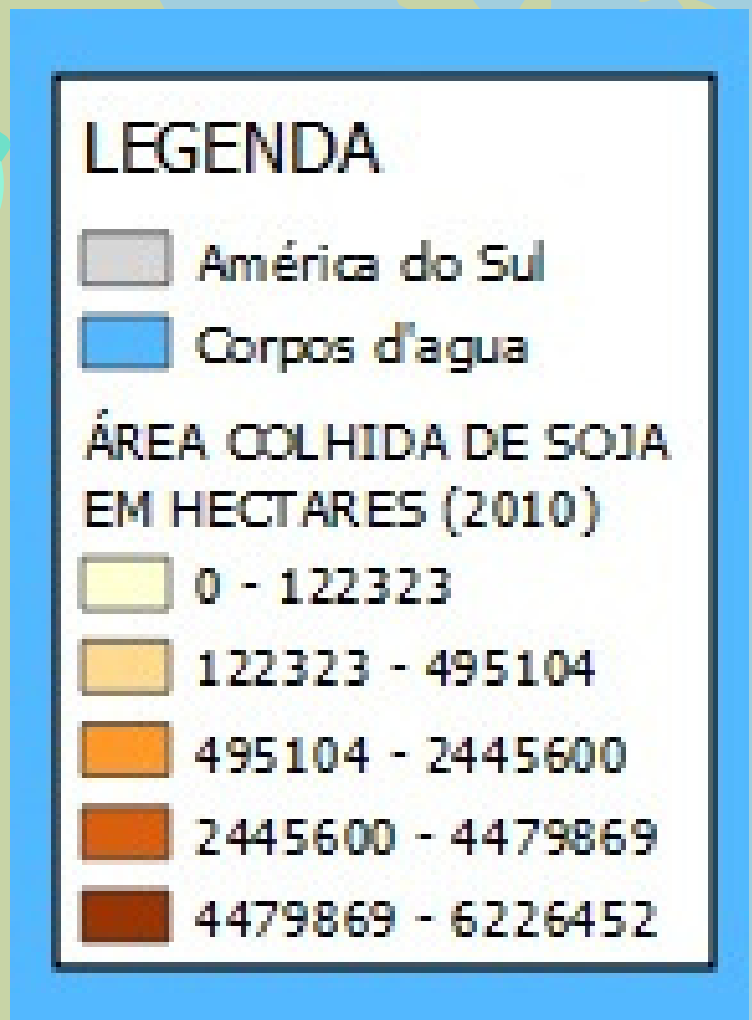 LEGENDA
América do Sul
Corpos d'agua
ÁREA COLHIDA DE SOJA
EM HECTARES (2010)
0 - 122323
122323 - 495104
495104 - 2445600
2445600 - 4479869
4479869 - 6226452